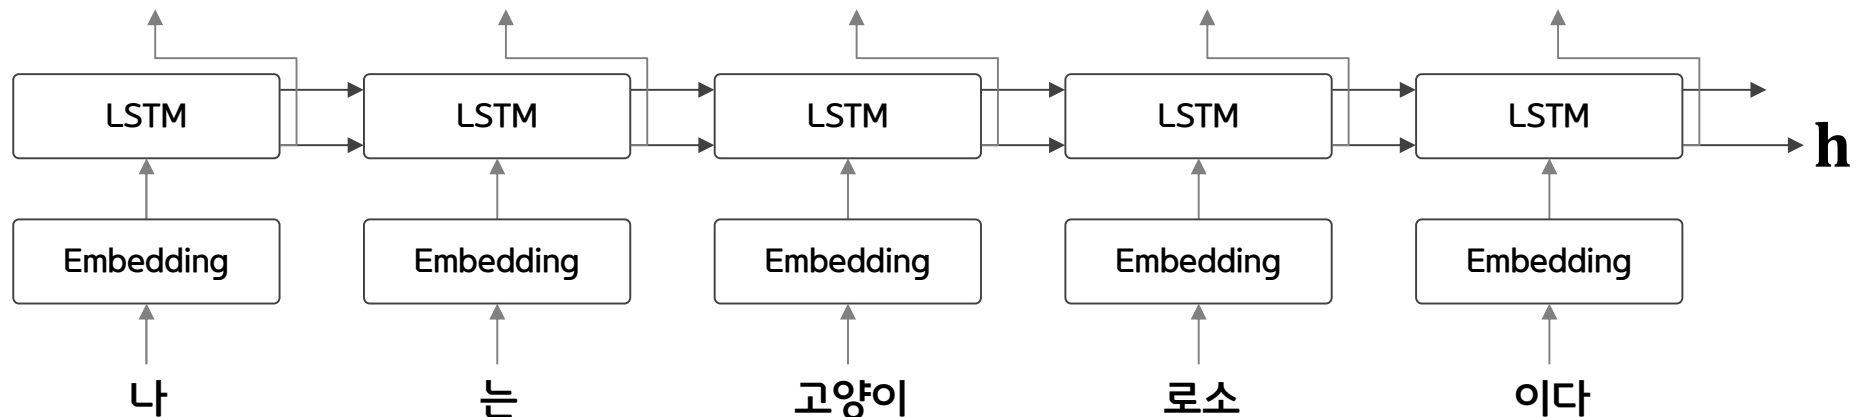 LSTM LSTM LSTM LSTM LSTM
h
Embedding Embedding Embedding Embedding Embedding
나 는 고양이 로소 이다